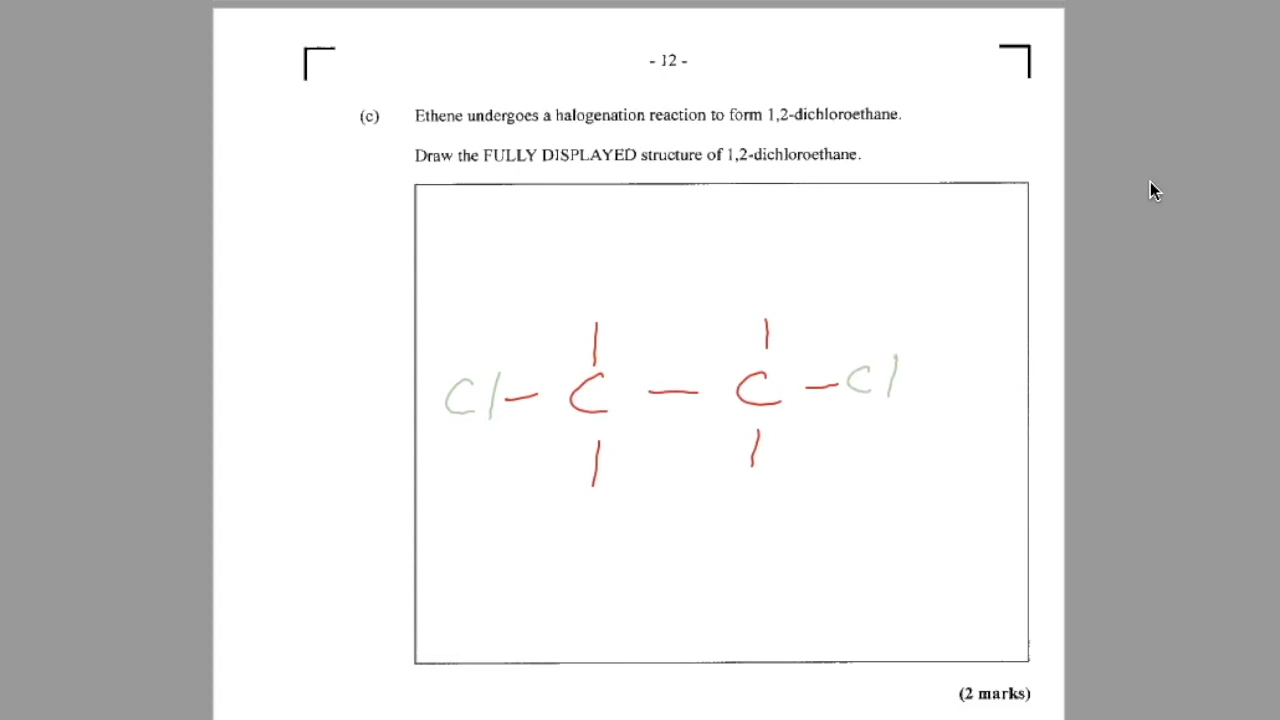 - 12 -
(c) Ethene undergoes a halogenation reaction to form 1,2-dichloroethane.
Draw the FULLY DISPLAYED structure of 1,2-dichloroethane.
Cl - C — C - Cl
(2 marks)